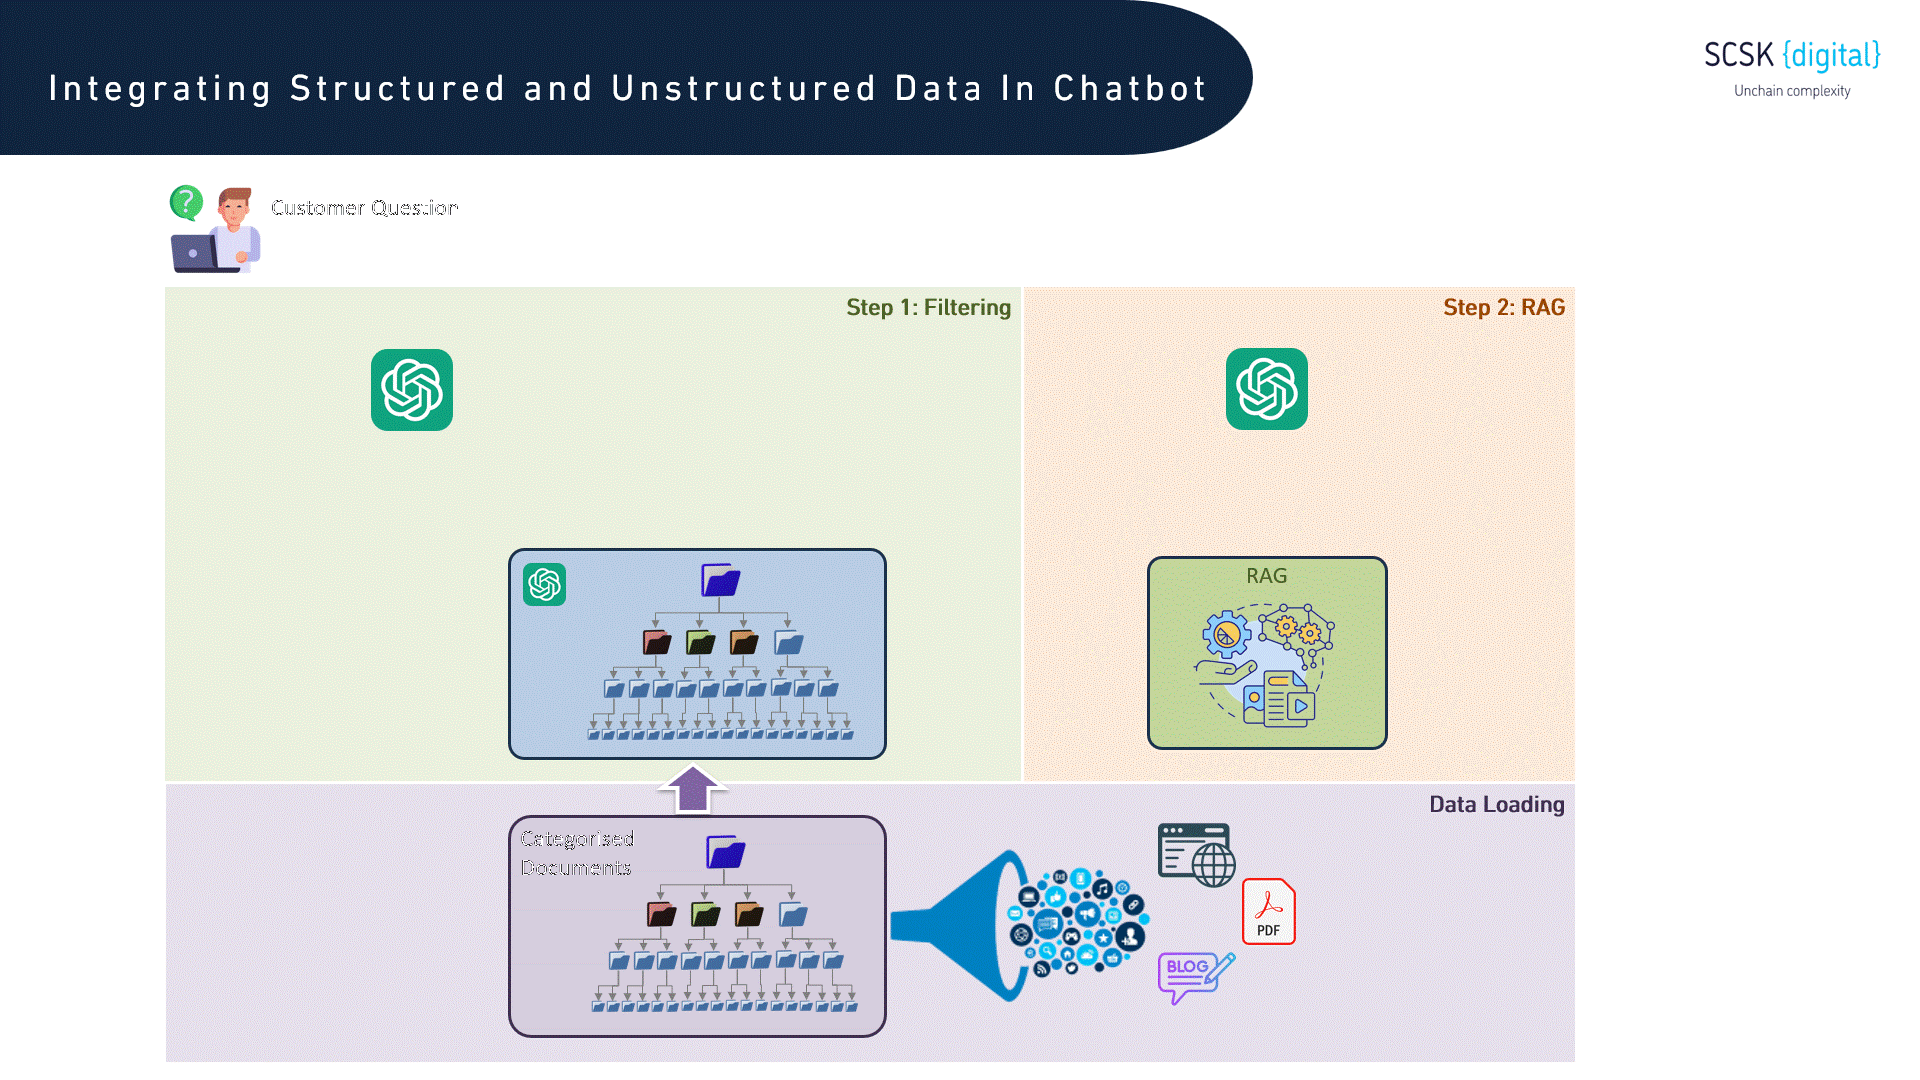 Integrating Structured and Unstructured Data In Chatbot
SCSK {digital}
Unchain complexity
Customer Question
Step 1: Filtering
Step 2: RAG
RAG
Data Loading
Categorised
Documents
PDF
BLOG